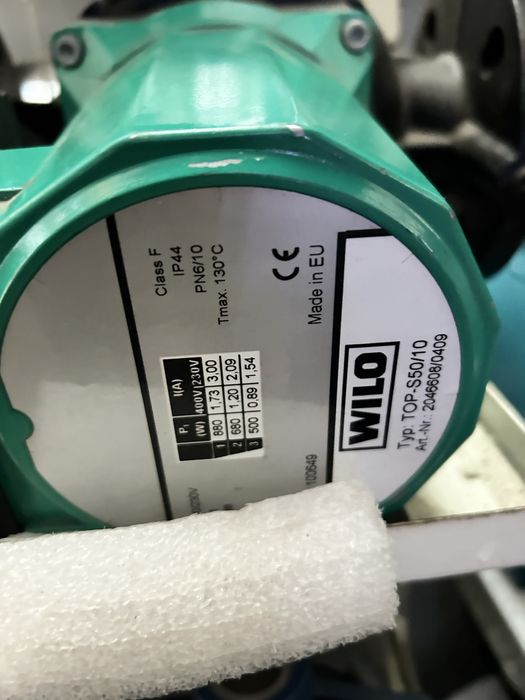 WILO
Typ: TOP-S50/10
Art.-Nr.: 2046608/0409
100649
Made in EU
CE
Class F
IP44
PN6/10
Tmax. 130°C
P₁ I(A)
(W) 400V 230V
1 880 1.73 3,00
2 680 1.20 2,09
3 500 0.89 1,54